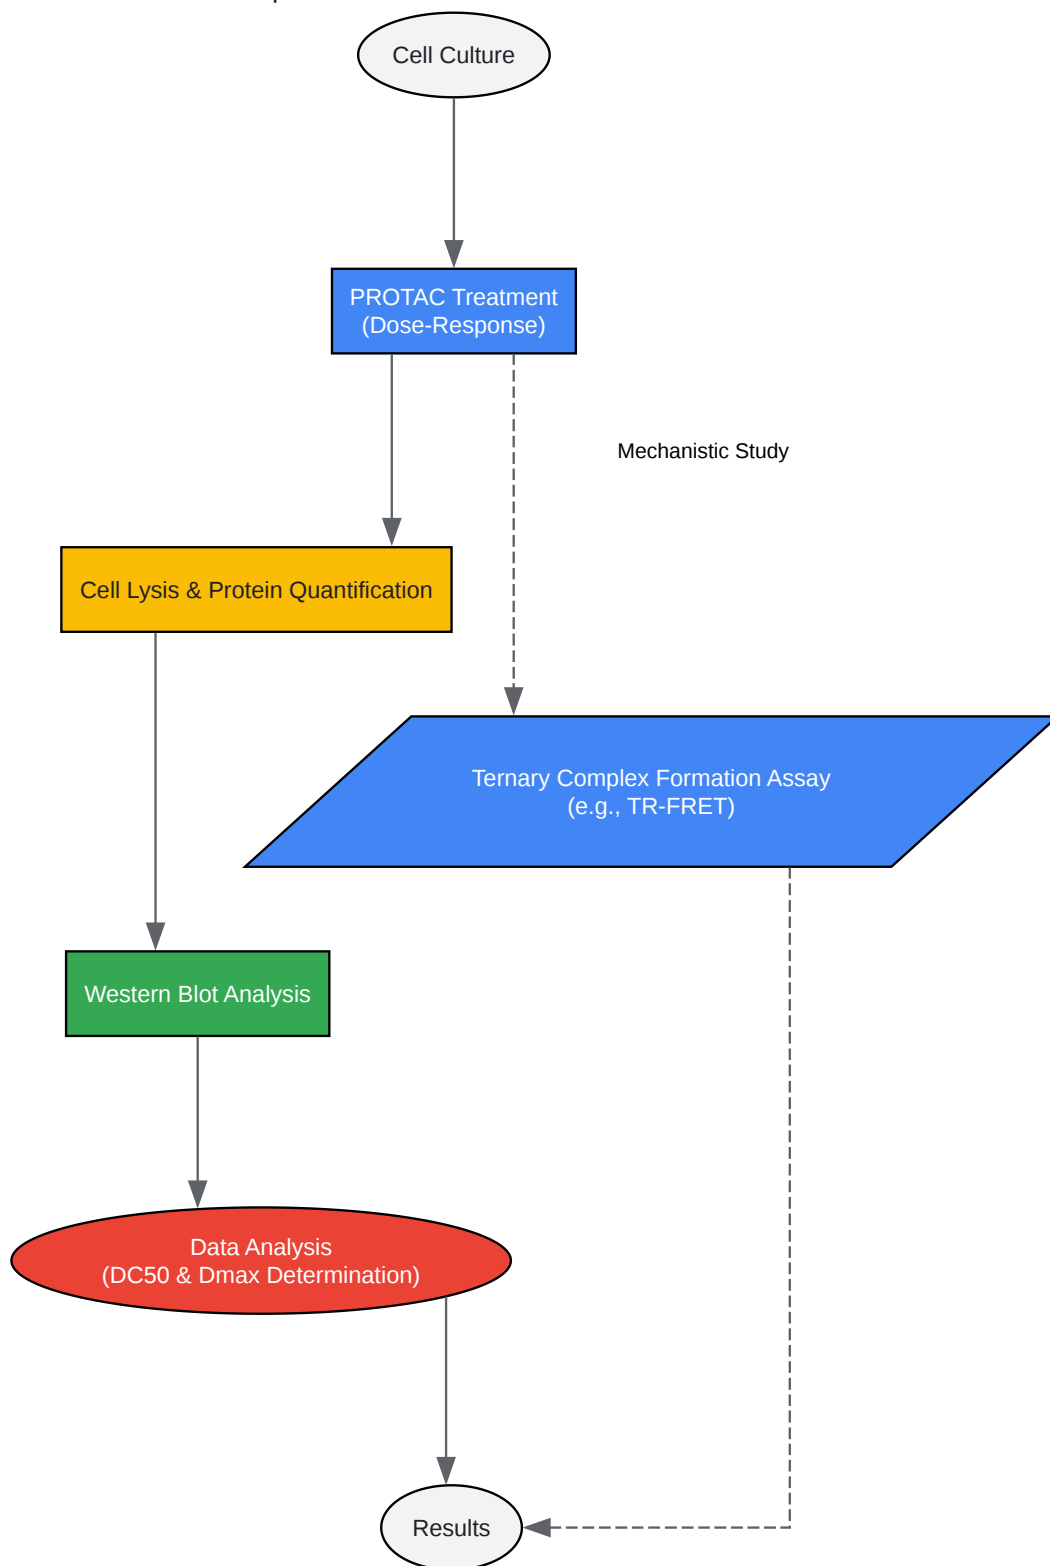 Cell Culture
PROTAC Treatment
(Dose-Response)
Mechanistic Study
Cell Lysis & Protein Quantification
Ternary Complex Formation Assay
(e.g., TR-FRET)
Western Blot Analysis
Data Analysis
(DC50 & Dmax Determination)
Results